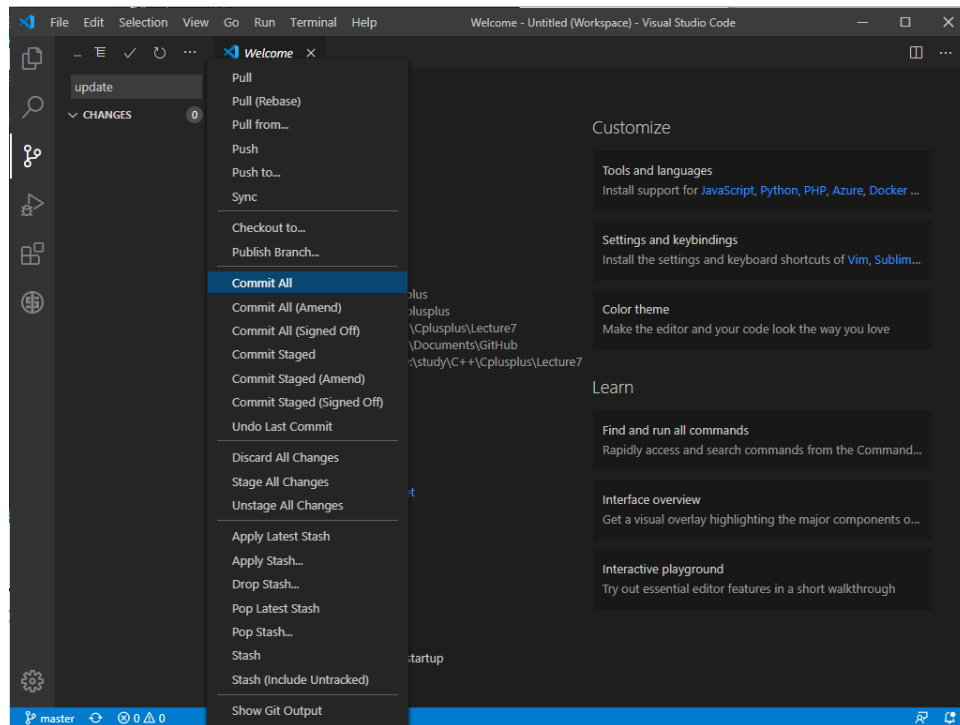 File Edit Selection View Go Run Terminal Help
Welcome - Untitled (Workspace) - Visual Studio Code
Welcome
update
CHANGES
0
Pull
Pull (Rebase)
Pull from...
Push
Push to...
Sync
Checkout to...
Publish Branch...
Commit All
Commit All (Amend)
Commit All (Signed Off)
Commit Staged
Commit Staged (Amend)
Commit Staged (Signed Off)
Undo Last Commit
Discard All Changes
Stage All Changes
Unstage All Changes
Apply Latest Stash
Apply Stash...
Drop Stash...
Pop Latest Stash
Pop Stash...
Stash
Stash (Include Untracked)
Show Git Output
plus
plusplus
\Cplusplus\Lecture7
\Documents\GitHub
:\study\C++\Cplusplus\Lecture7
et
startup
Customize
Tools and languages
Install support for JavaScript, Python, PHP, Azure, Docker ...
Settings and keybindings
Install the settings and keyboard shortcuts of Vim, Sublim...
Color theme
Make the editor and your code look the way you love
Learn
Find and run all commands
Rapidly access and search commands from the Command...
Interface overview
Get a visual overlay highlighting the major components o...
Interactive playground
Try out essential editor features in a short walkthrough
master
0 0